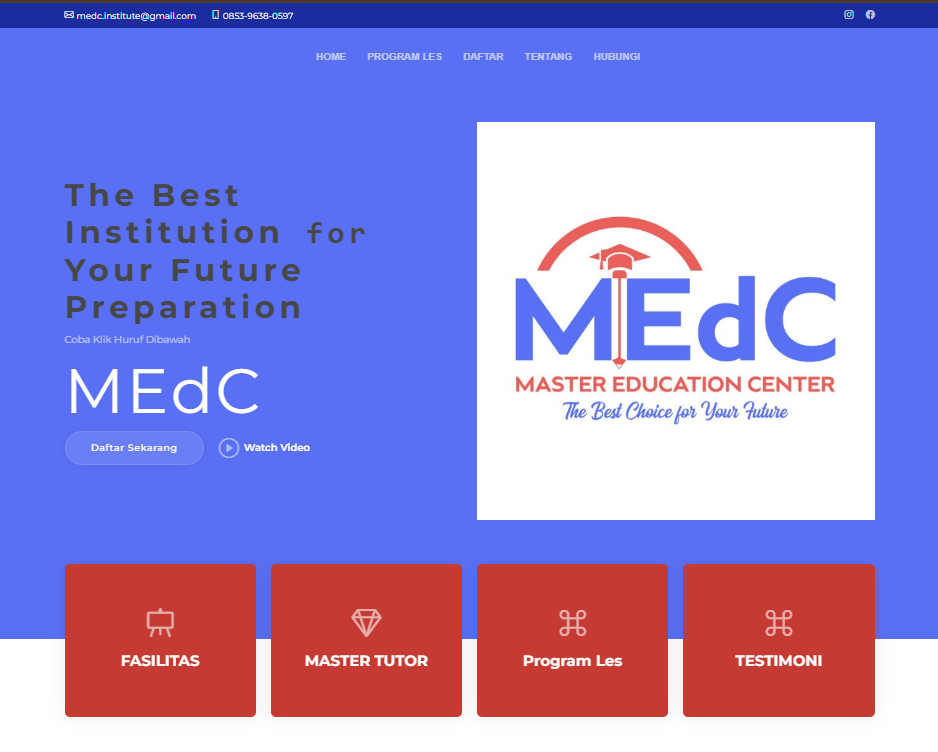 medc.institute@gmail.com 0853-9638-0597
HOME PROGRAM LES DAFTAR TENTANG HUBUNGI
The Best
Institution for
Your Future
Preparation
Coba Klik Huruf Dibawah
MEdC
Daftar Sekarang Watch Video
MEdC
MASTER EDUCATION CENTER
The Best Choice for Your Future
FASILITAS
MASTER TUTOR
Program Les
TESTIMONI